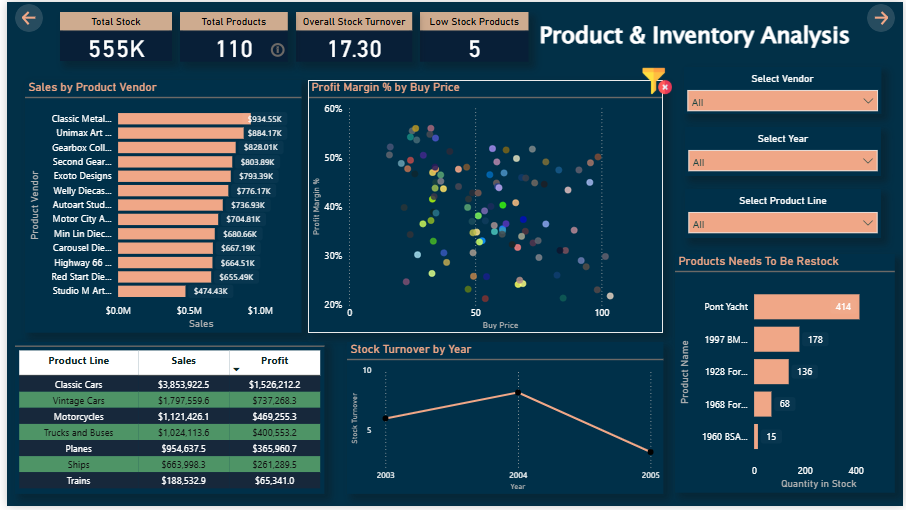 Total Stock
555K
Total Products
110
Overall Stock Turnover
17.30
Low Stock Products
5
Product & Inventory Analysis
Sales by Product Vendor
Product Vendor
Classic Metal... $934.55K
Unimax Art ... $884.17K
Gearbox Coll... $828.01K
Second Gear... $803.89K
Exoto Designs $793.39K
Welly Diecas... $776.17K
Autoart Stud... $736.93K
Motor City A... $704.81K
Min Lin Diec... $680.66K
Carousel Die... $667.19K
Highway 66 ... $664.51K
Red Start Die... $655.49K
Studio M Art... $474.43K
$0.0M $0.5M $1.0M
Sales
Profit Margin % by Buy Price
Profit Margin %
60%
50%
40%
30%
20%
0 50 100
Buy Price
Select Vendor
All
Select Year
All
Select Product Line
All
Product Line Sales Profit
Classic Cars $3,853,922.5 $1,526,212.2
Vintage Cars $1,797,559.6 $737,268.3
Motorcycles $1,121,426.1 $469,255.3
Trucks and Buses $1,024,113.6 $400,553.2
Planes $954,637.5 $365,960.7
Ships $663,998.3 $261,289.5
Trains $188,532.9 $65,341.0
Stock Turnover by Year
Stock Turnover
10
5
2003 2004 2005
Year
Products Needs To Be Restock
Product Name
Pont Yacht 414
1997 BM... 178
1928 For... 136
1968 For... 68
1960 BSA... 15
0 200 400
Quantity in Stock